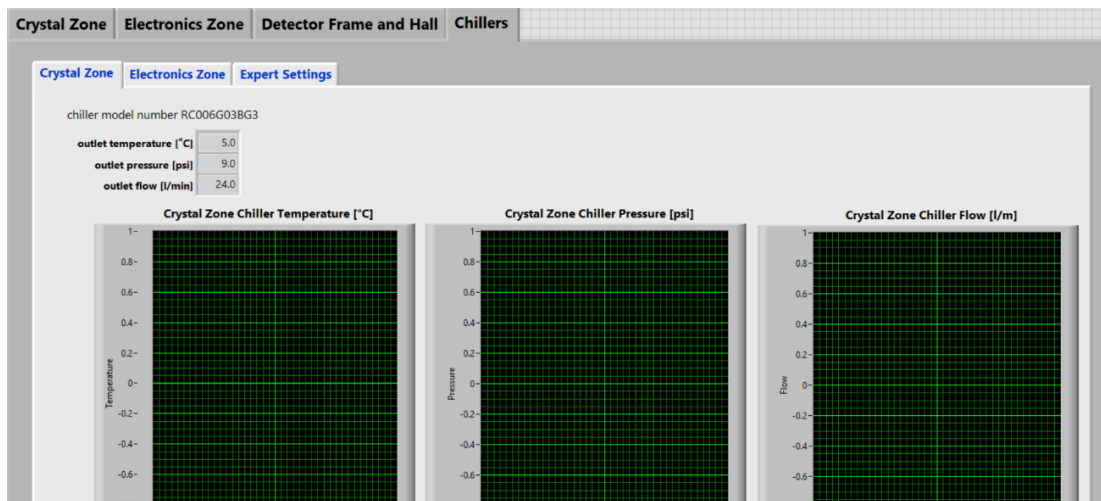 Crystal Zone Electronics Zone Detector Frame and Hall Chillers
Crystal Zone Electronics Zone Expert Settings
chiller model number RC006G03BG3
outlet temperature [°C] 5.0
outlet pressure [psi] 9.0
outlet flow [l/min] 24.0
Crystal Zone Chiller Temperature [°C]
1-
0.8-
0.6-
0.4-
0.2-
0-
-0.2-
-0.4-
-0.6-
Temperature
Crystal Zone Chiller Pressure [psi]
1-
0.8-
0.6-
0.4-
0.2-
0-
-0.2-
-0.4-
-0.6-
Pressure
Crystal Zone Chiller Flow [l/m]
1-
0.8-
0.6-
0.4-
0.2-
0-
-0.2-
-0.4-
-0.6-
Flow